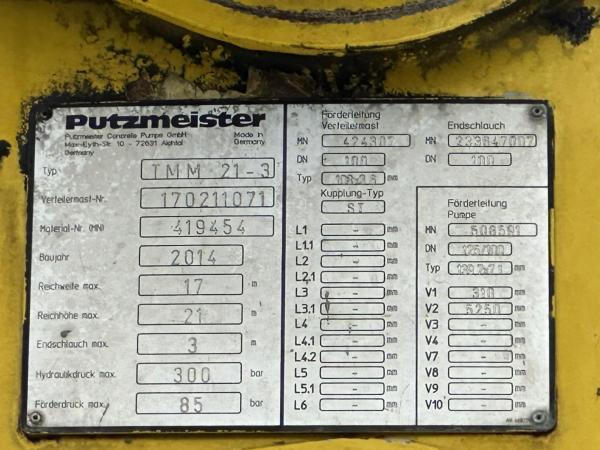 Putzmeister
Putzmeister Concrete Pumps GmbH
Max-Eyth-Str. 10 - 72631 Aichtal
Germany
Made in
Germany
Typ TMM 21-3
Verteilermast-Nr. 170211071
Material-Nr. (MN) 419454
Baujahr 2014
Reichweite max. 17 m
Reichhöhe max. 21 m
Endschlauch max. 3 m
Hydraulikdruck max. 300 bar
Förderdruck max. 85 bar
Förderleitung
Verteilermast
MN
DN 100 mm
Typ mm
Kupplung-Typ
ST
L1 - mm
L1.1 - mm
L2 - mm
L2.1 - mm
L3 - mm
L3.1 - mm
L4 - mm
L4.1 - mm
L4.2 - mm
L5 - mm
L5.1 - mm
L6 - mm
Endschlauch
MN
DN 100 mm
Förderleitung
Pumpe
MN 508591
DN 125/100 mm
Typ mm
V1 310 mm
V2 5250 mm
V3 - mm
V4 - mm
V7 - mm
V8 - mm
V9 - mm
V10 - mm